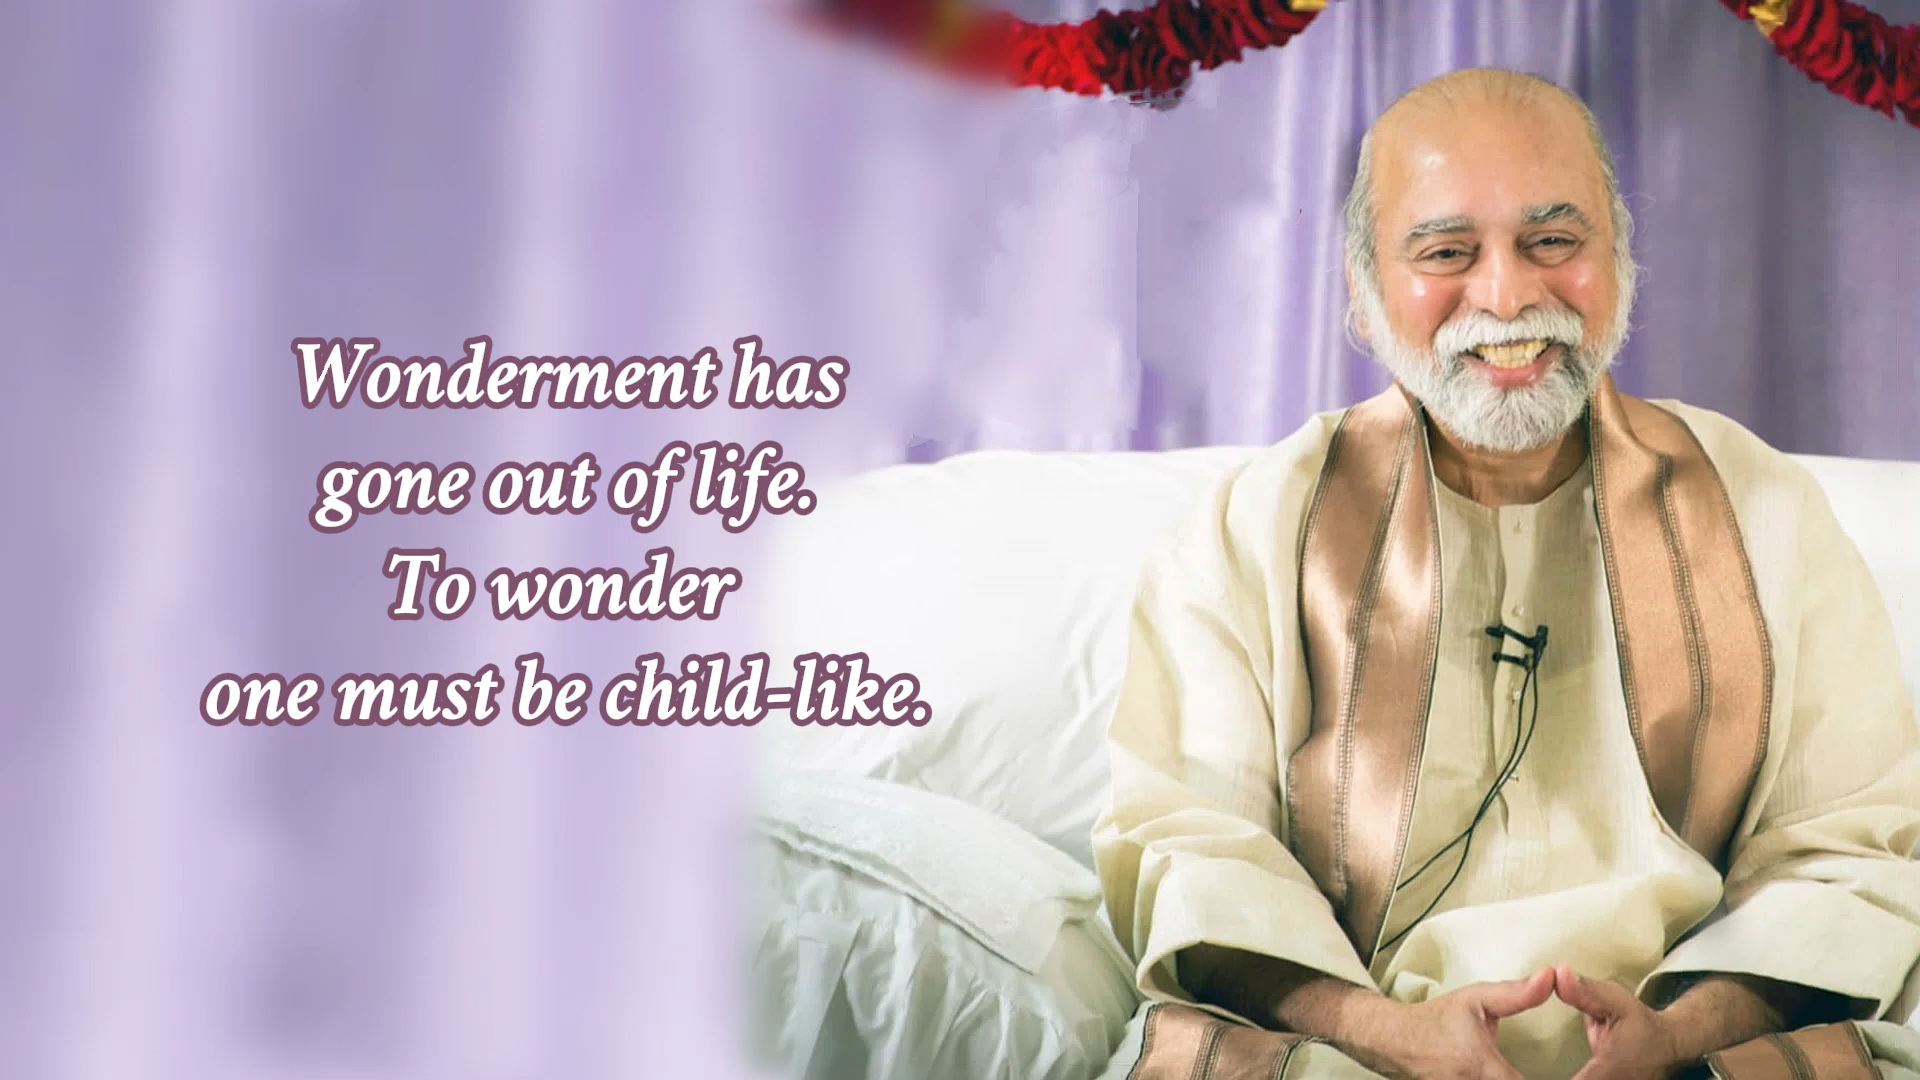 Wonderment has
gone out of life.
To wonder
one must be child-like.